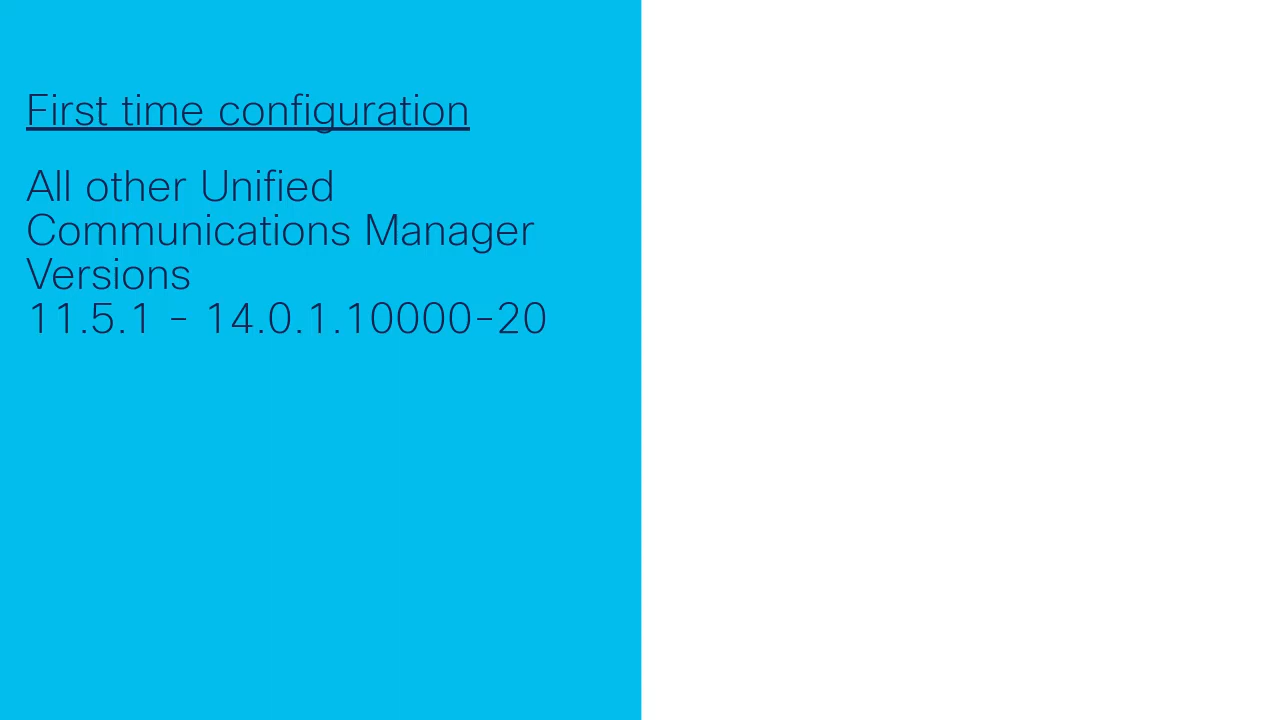 First time configuration
All other Unified
Communications Manager
Versions
11.5.1 - 14.0.1.10000-20